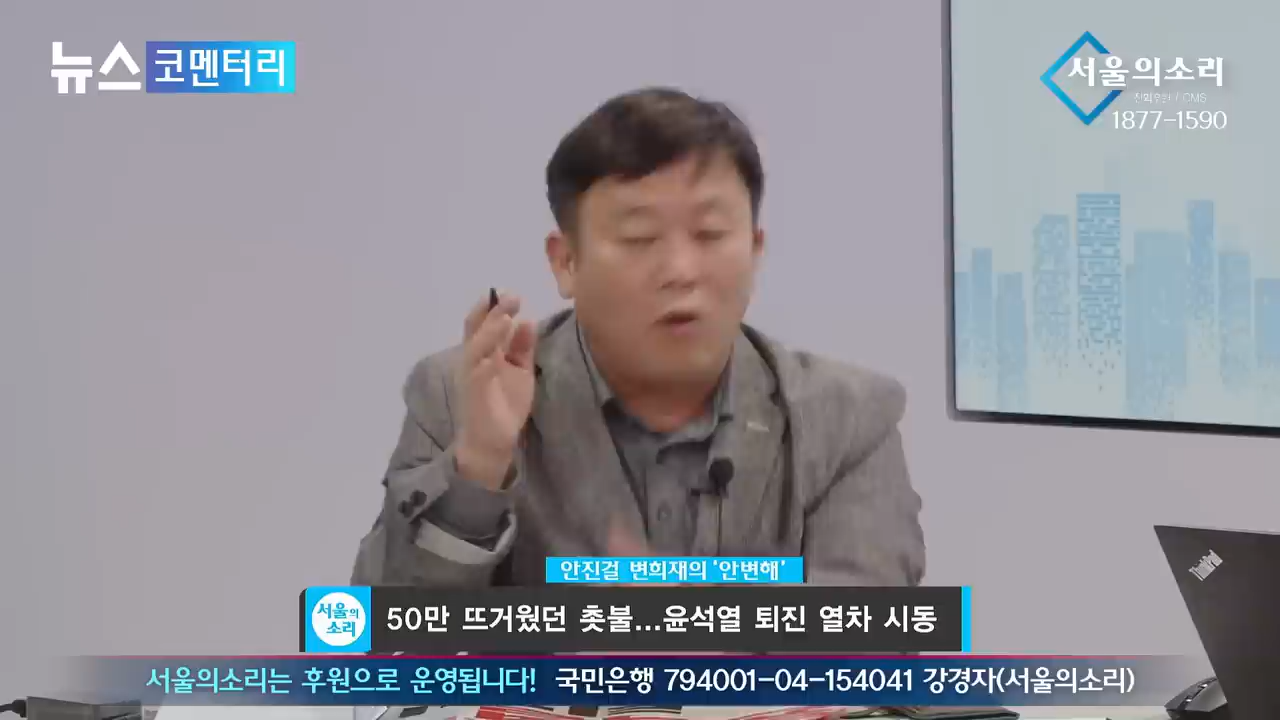 뉴스 코멘터리
서울의소리
1877-1590
ThinkPad
안진걸 변희재의 '안변해'
서울의 소리
50만 뜨거웠던 촛불...윤석열 퇴진 열차 시동
서울의소리는 후원으로 운영됩니다! 국민은행 794001-04-154041 강경자(서울의소리)